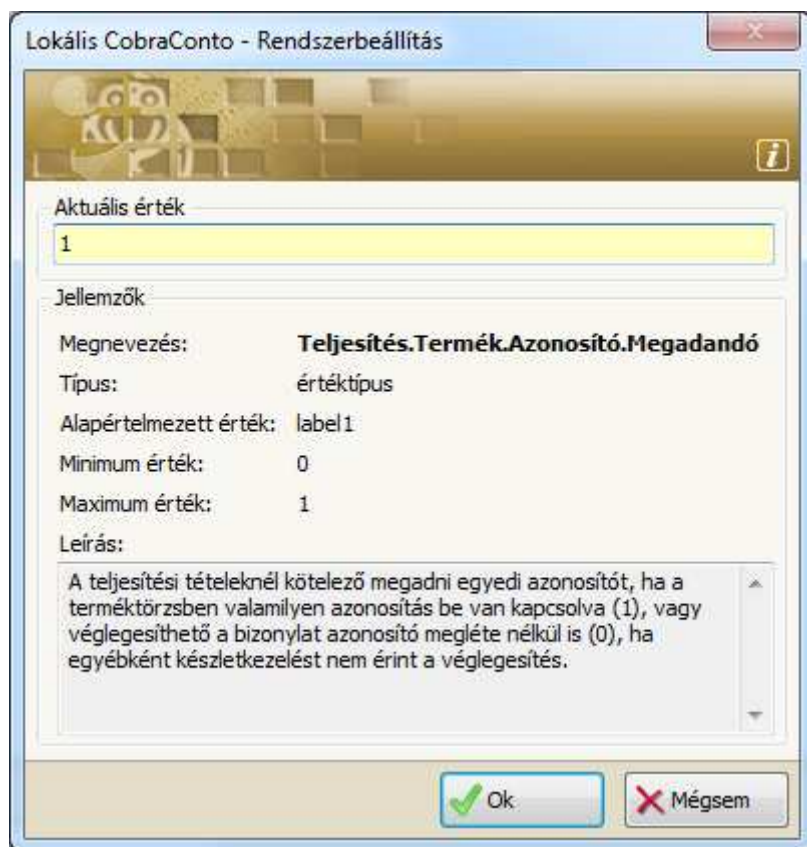 Lokális CobraConto - Rendszerbeállítás
Aktuális érték
1
Jellemzők
Megnevezés: Teljesítés.Termék.Azonosító.Megadandó
Típus: értéktípus
Alapértelmezett érték: label1
Minimum érték: 0
Maximum érték: 1
Leírás:
A teljesítési tételeknél kötelező megadni egyedi azonosítót, ha a
terméktörzsben valamilyen azonosítás be van kapcsolva (1), vagy
véglegesíthető a bizonylat azonosító megléte nélkül is (0), ha
egyébként készletkezelést nem érint a véglegesítés.
Ok Mégsem